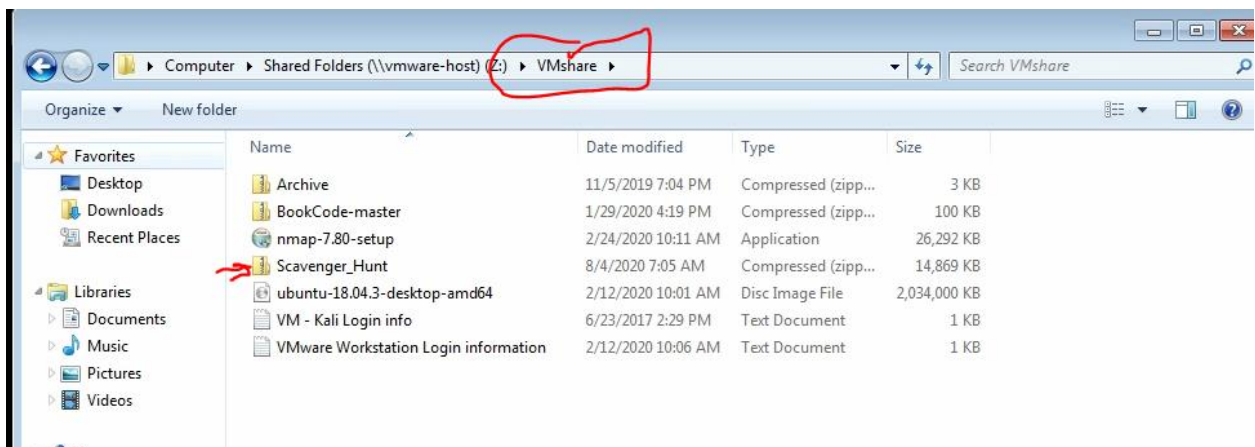 Computer ▸ Shared Folders (\\vmware-host) (Z:) ▸ VMshare ▸ Search VMshare
Organize ▾ New folder
Favorites
Desktop
Downloads
Recent Places
Libraries
Documents
Music
Pictures
Videos
Name Date modified Type Size
Archive 11/5/2019 7:04 PM Compressed (zipp... 3 KB
BookCode-master 1/29/2020 4:19 PM Compressed (zipp... 100 KB
nmap-7.80-setup 2/24/2020 10:11 AM Application 26,292 KB
Scavenger_Hunt 8/4/2020 7:05 AM Compressed (zipp... 14,869 KB
ubuntu-18.04.3-desktop-amd64 2/12/2020 10:01 AM Disc Image File 2,034,000 KB
VM - Kali Login info 6/23/2017 2:29 PM Text Document 1 KB
VMware Workstation Login information 2/12/2020 10:06 AM Text Document 1 KB